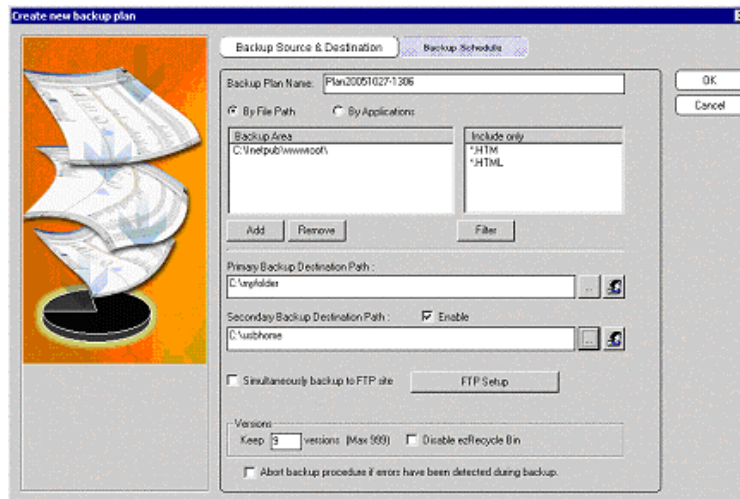 Create new backup plan
Backup Source & Destination
Backup Schedule
Backup Plan Name: Plan20051027-1306
OK
Cancel
By File Path
By Applications
Backup Area
Include only
C:\Inetpub\wwwroot\
*.HTM
*.HTML
Add
Remove
Filter
Primary Backup Destination Path :
C:\myfolder
...
Secondary Backup Destination Path :
Enable
C:\usbhome
...
Simultaneously backup to FTP site
FTP Setup
Versions
Keep 9 versions (Max 999)
Disable ezRecycle Bin
Abort backup procedure if errors have been detected during backup.